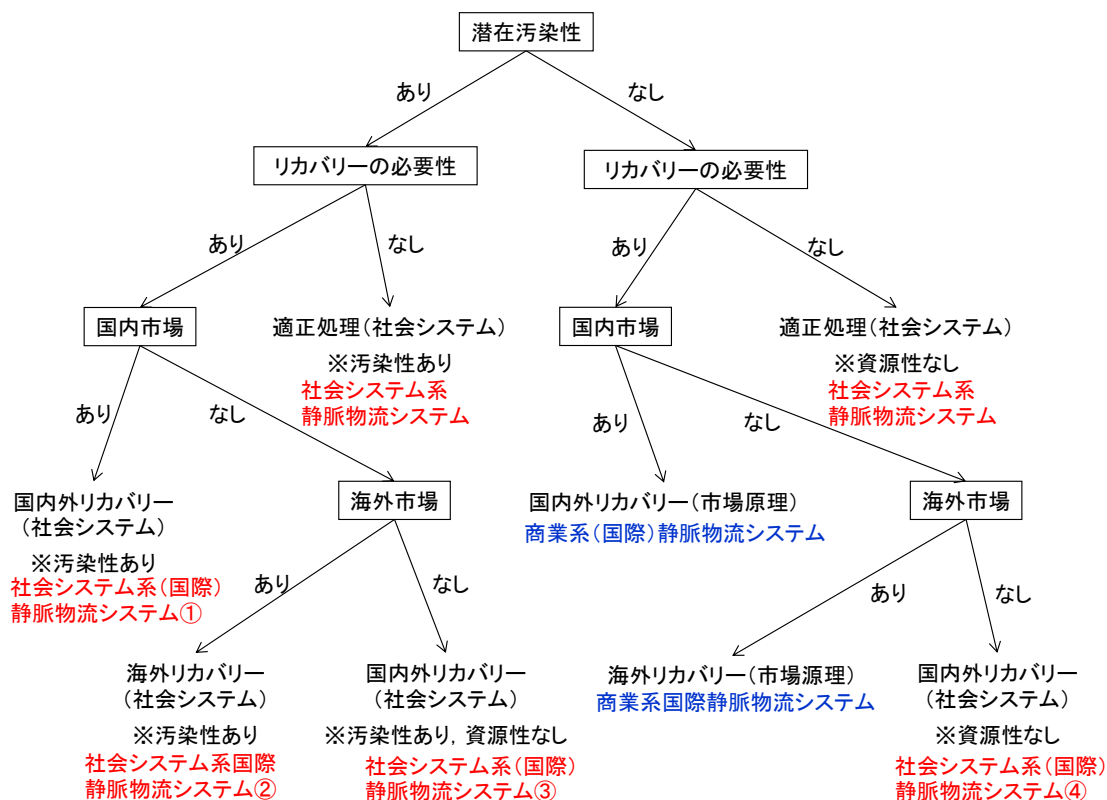 潜在汚染性
あり
なし
リカバリーの必要性
リカバリーの必要性
あり
なし
あり
なし
国内市場
適正処理(社会システム)
※汚染性あり
社会システム系
静脈物流システム
国内市場
適正処理(社会システム)
※資源性なし
社会システム系
静脈物流システム
あり
なし
あり
なし
国内外リカバリー
(社会システム)
※汚染性あり
社会システム系(国際)
静脈物流システム①
海外市場
国内外リカバリー(市場原理)
商業系(国際)静脈物流システム
海外市場
あり
なし
あり
なし
海外リカバリー
(社会システム)
※汚染性あり
社会システム系国際
静脈物流システム②
国内外リカバリー
(社会システム)
※汚染性あり, 資源性なし
社会システム系(国際)
静脈物流システム③
海外リカバリー(市場原理)
商業系国際静脈物流システム
国内外リカバリー
(社会システム)
※資源性なし
社会システム系(国際)
静脈物流システム④